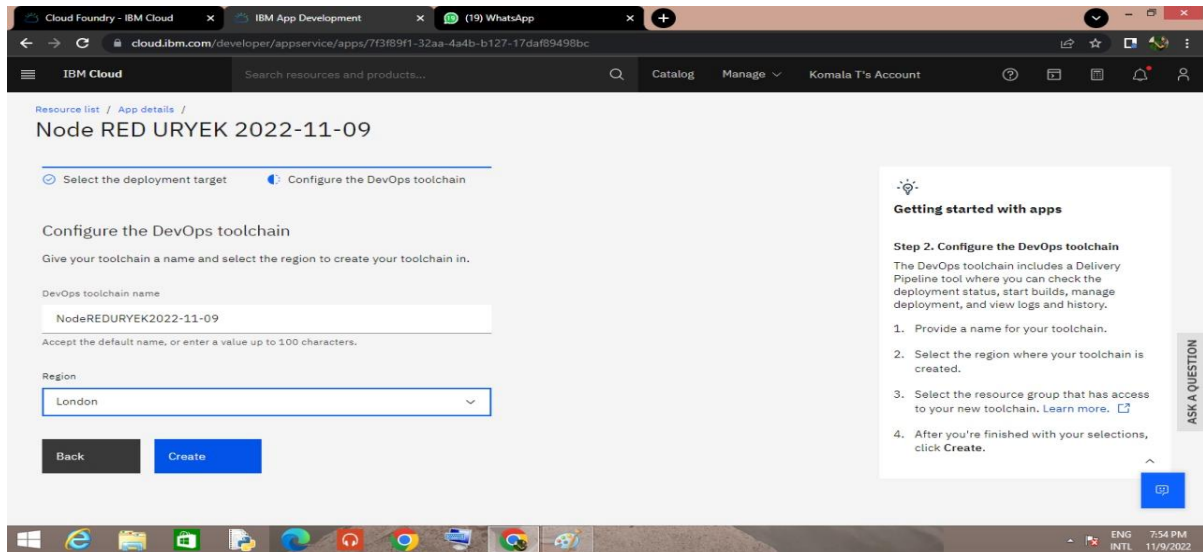 Cloud Foundry - IBM Cloud
IBM App Development
(19) WhatsApp
cloud.ibm.com/developer/appservice/apps/7f3f89f1-32aa-4a4b-b127-17daf89498bc
IBM Cloud
Search resources and products...
Catalog
Manage
Komala T's Account
Resource list / App details /
Node RED URYEK 2022-11-09
Select the deployment target
Configure the DevOps toolchain
Configure the DevOps toolchain
Give your toolchain a name and select the region to create your toolchain in.
DevOps toolchain name
NodeREDURYEK2022-11-09
Accept the default name, or enter a value up to 100 characters.
Region
London
Back
Create
Getting started with apps
Step 2. Configure the DevOps toolchain
The DevOps toolchain includes a Delivery
Pipeline tool where you can check the
deployment status, start builds, manage
deployment, and view logs and history.
1. Provide a name for your toolchain.
2. Select the region where your toolchain is
created.
3. Select the resource group that has access
to your new toolchain. Learn more.
4. After you're finished with your selections,
click Create.
ASK A QUESTION
ENG
INTL
7:54 PM
11/9/2022